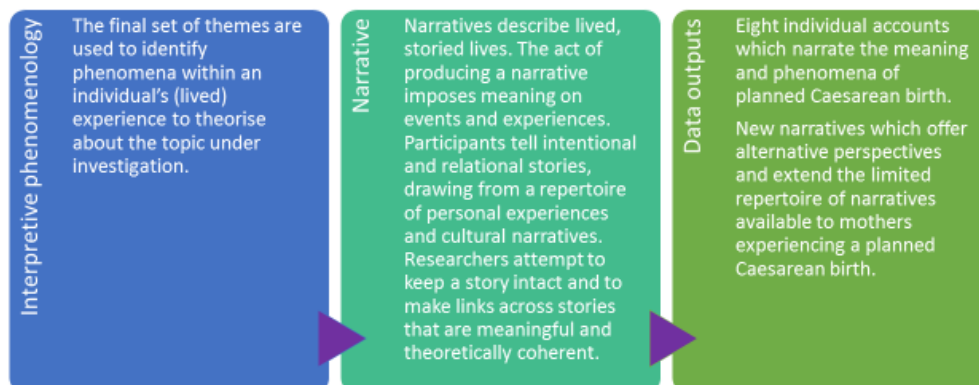 Interpretive phenomenology
The final set of themes are
used to identify
phenomena within an
individual's (lived)
experience to theorise
about the topic under
investigation.
Narrative
Narratives describe lived,
storied lives. The act of
producing a narrative
imposes meaning on
events and experiences.
Participants tell intentional
and relational stories,
drawing from a repertoire
of personal experiences
and cultural narratives.
Researchers attempt to
keep a story intact and to
make links across stories
that are meaningful and
theoretically coherent.
Data outputs
Eight individual accounts
which narrate the meaning
and phenomena of
planned Caesarean birth.
New narratives which offer
alternative perspectives
and extend the limited
repertoire of narratives
available to mothers
experiencing a planned
Caesarean birth.